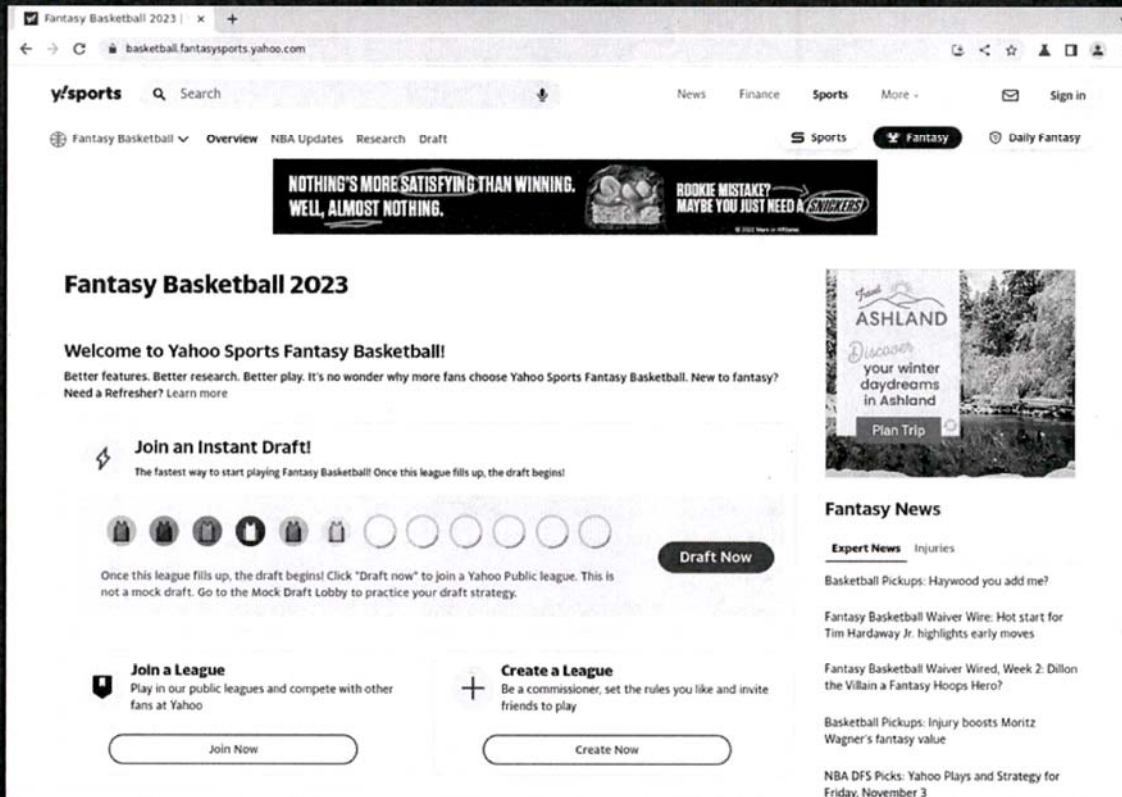 Fantasy Basketball 2023 |
basketball.fantasysports.yahoo.com
y!sports
Search
News Finance Sports More
Sign in
Fantasy Basketball Overview NBA Updates Research Draft
Sports Fantasy Daily Fantasy
NOTHING'S MORE SATISFYING THAN WINNING.
WELL, ALMOST NOTHING.
ROOKIE MISTAKE?
MAYBE YOU JUST NEED A SNICKERS
Fantasy Basketball 2023
Welcome to Yahoo Sports Fantasy Basketball!
Better features. Better research. Better play. It's no wonder why more fans choose Yahoo Sports Fantasy Basketball. New to fantasy?
Need a Refresher? Learn more
Join an Instant Draft!
The fastest way to start playing Fantasy Basketball! Once this league fills up, the draft begins!
Draft Now
Once this league fills up, the draft begins! Click "Draft now" to join a Yahoo Public league. This is
not a mock draft. Go to the Mock Draft Lobby to practice your draft strategy.
Join a League
Play in our public leagues and compete with other
fans at Yahoo
Join Now
Create a League
Be a commissioner, set the rules you like and invite
friends to play
Create Now
Travel
ASHLAND
Discover
your winter
daydreams
in Ashland
Plan Trip
Fantasy News
Expert News Injuries
Basketball Pickups: Haywood you add me?
Fantasy Basketball Waiver Wire: Hot start for
Tim Hardaway Jr. highlights early moves
Fantasy Basketball Waiver Wired, Week 2: Dillon
the Villain a Fantasy Hoops Hero?
Basketball Pickups: Injury boosts Moritz
Wagner's fantasy value
NBA DFS Picks: Yahoo Plays and Strategy for
Friday, November 3